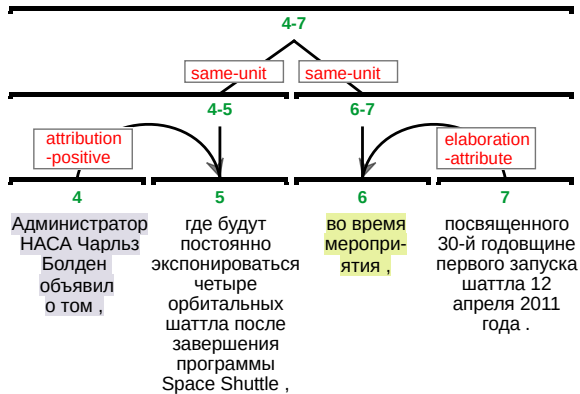 4-7
same-unit same-unit
4-5
6-7
attribution
-positive
elaboration
-attribute
4
Администратор
НАСА Чарльз
Болден
объявил
о том ,
5
где будут
постоянно
экспонироваться
четыре
орбитальных
шаттла после
завершения
программы
Space Shuttle ,
6
во время
меропри-
ятия ,
7
посвященного
30-й годовщине
первого запуска
шаттла 12
апреля 2011
года .